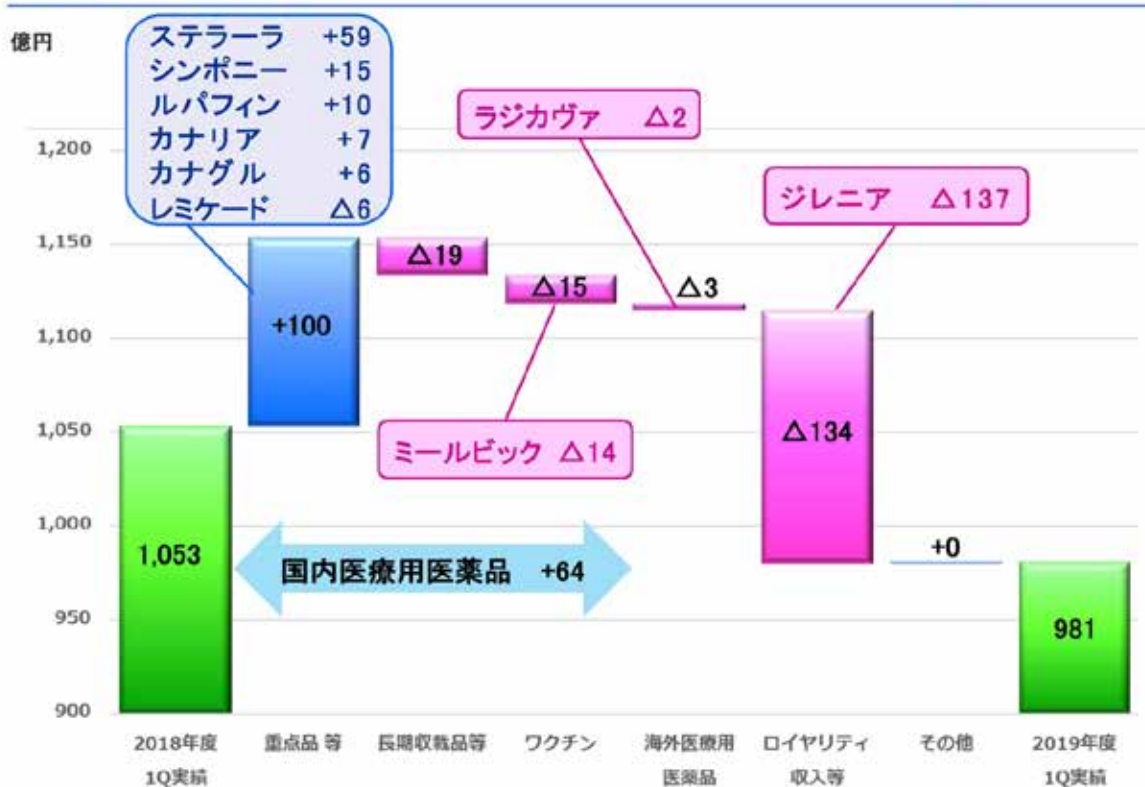 億円
ステラーラ +59
シンポニー +15
ルパフィン +10
カナリア +7
カナグル +6
レミケード △6
ラジカヴァ △2
ジレニア △137
1,200
1,150
1,100
1,050
1,000
950
900
+100
△19
△15
△3
△134
ミールビック △14
1,053
国内医療用医薬品 +64
+0
981
2018年度
1Q実績
重点品 等
長期収載品等
ワクチン
海外医療用
医薬品
ロイヤリティ
収入等
その他
2019年度
1Q実績